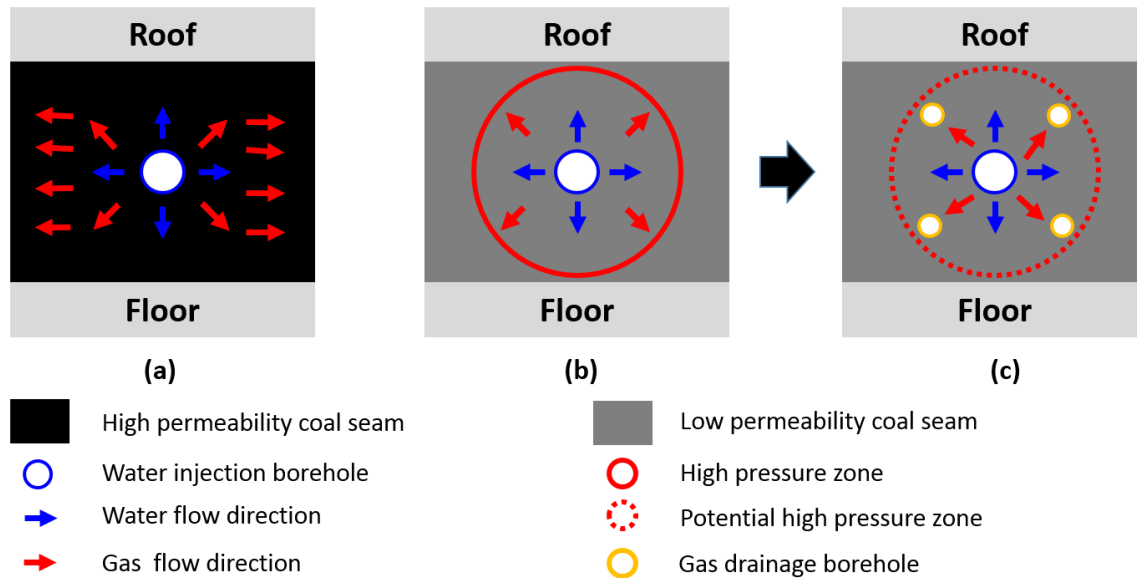 Roof
Roof
Roof
Floor
Floor
Floor
(a)
(b)
(c)
High permeability coal seam
Low permeability coal seam
Water injection borehole
High pressure zone
Water flow direction
Potential high pressure zone
Gas flow direction
Gas drainage borehole